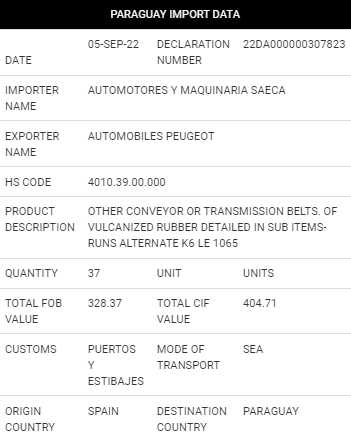 PARAGUAY IMPORT DATA
DATE 05-SEP-22 DECLARATION NUMBER 22DA000000307823
IMPORTER NAME AUTOMOTORES Y MAQUINARIA SAECA
EXPORTER NAME AUTOMOBILES PEUGEOT
HS CODE 4010.39.00.000
PRODUCT DESCRIPTION OTHER CONVEYOR OR TRANSMISSION BELTS. OF
VULCANIZED RUBBER DETAILED IN SUB ITEMS-
RUNS ALTERNATE K6 LE 1065
QUANTITY 37 UNIT UNITS
TOTAL FOB VALUE 328.37 TOTAL CIF VALUE 404.71
CUSTOMS PUERTOS Y ESTIBAJES MODE OF TRANSPORT SEA
ORIGIN COUNTRY SPAIN DESTINATION COUNTRY PARAGUAY